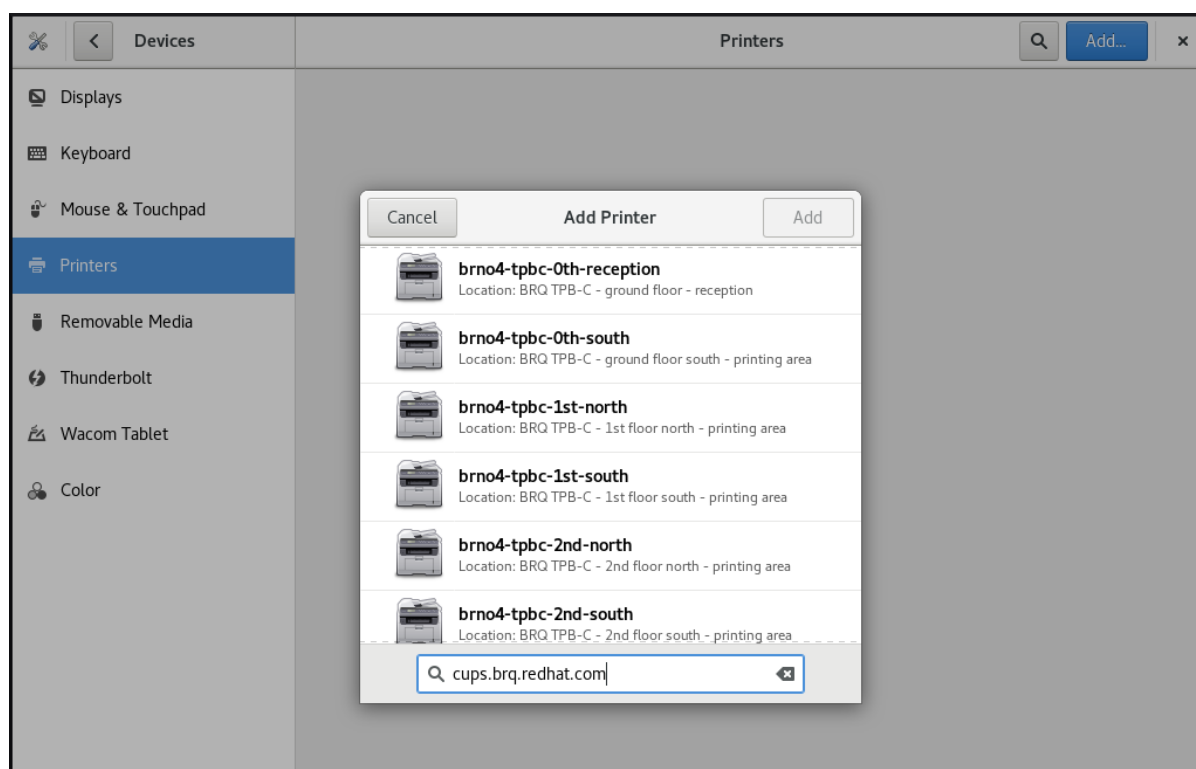 Devices
Printers
Add...
Displays
Keyboard
Mouse & Touchpad
Printers
Removable Media
Thunderbolt
Wacom Tablet
Color
Cancel
Add Printer
Add
brno4-tpbc-0th-reception
Location: BRQ TPB-C - ground floor - reception
brno4-tpbc-0th-south
Location: BRQ TPB-C - ground floor south - printing area
brno4-tpbc-1st-north
Location: BRQ TPB-C - 1st floor north - printing area
brno4-tpbc-1st-south
Location: BRQ TPB-C - 1st floor south - printing area
brno4-tpbc-2nd-north
Location: BRQ TPB-C - 2nd floor north - printing area
brno4-tpbc-2nd-south
Location: BRQ TPB-C - 2nd floor south - printing area
cups.brq.redhat.com